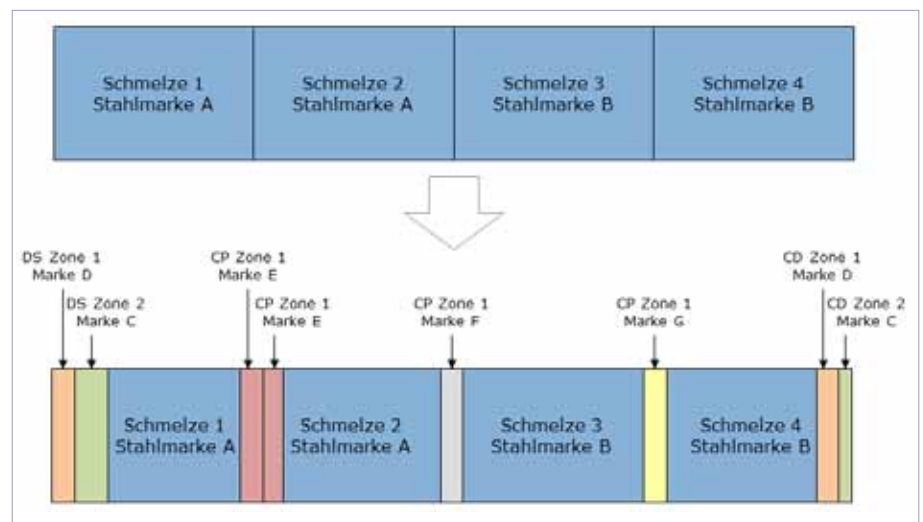 Schmelze 1
Stahlmarke A
Schmelze 2
Stahlmarke A
Schmelze 3
Stahlmarke B
Schmelze 4
Stahlmarke B
DS Zone 1
Marke D
DS Zone 2
Marke C
CP Zone 1
Marke E
CP Zone 1
Marke E
CP Zone 1
Marke F
CP Zone 1
Marke G
CD Zone 1
Marke D
CD Zone 2
Marke C
Schmelze 1
Stahlmarke A
Schmelze 2
Stahlmarke A
Schmelze 3
Stahlmarke B
Schmelze 4
Stahlmarke B